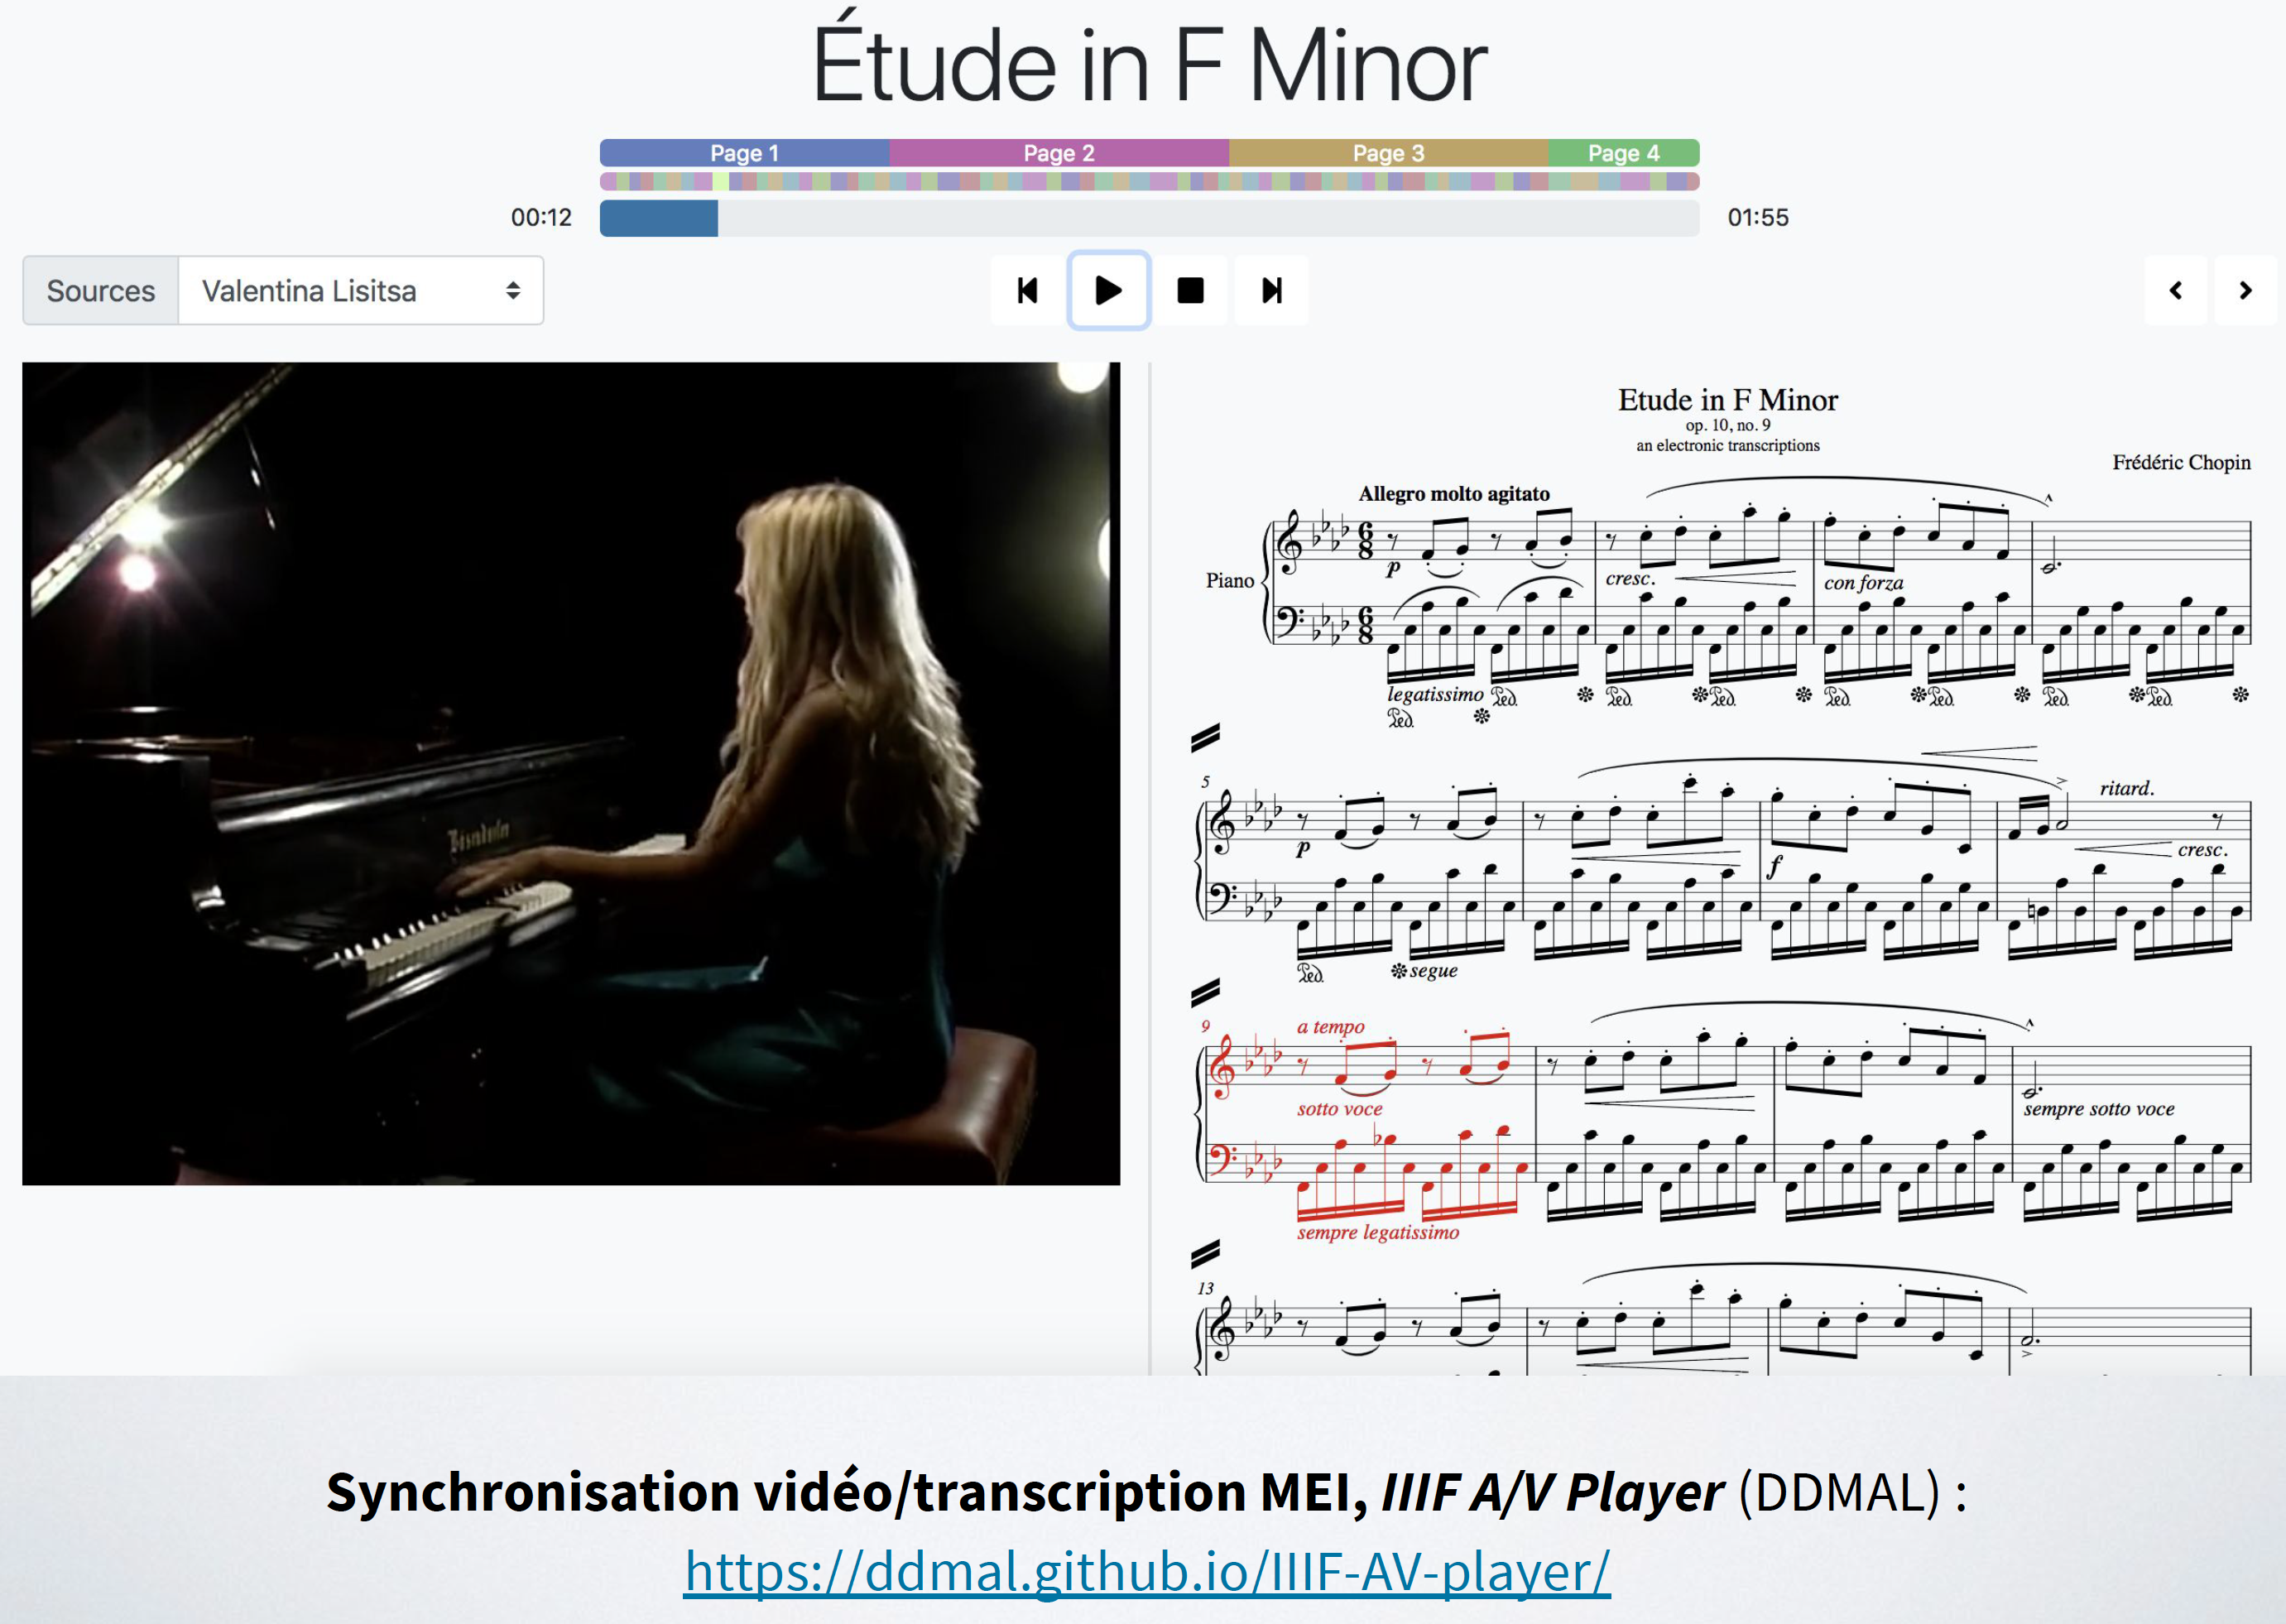 Étude in F Minor
Page 1 Page 2 Page 3 Page 4
00:12 01:55
Sources Valentina Lisitsa
Etude in F Minor
op. 10, no. 9
an electronic transcriptions
Frédéric Chopin
Allegro molto agitato
Piano
p cresc. con forza
legatissimo
5
ritard.
p f cresc.
segue
9
a tempo
sotto voce sempre sotto voce
sempre legatissimo
13
Synchronisation vidéo/transcription MEI, IIIF A/V Player (DDMAL) :
https://ddmal.github.io/IIIF-AV-player/